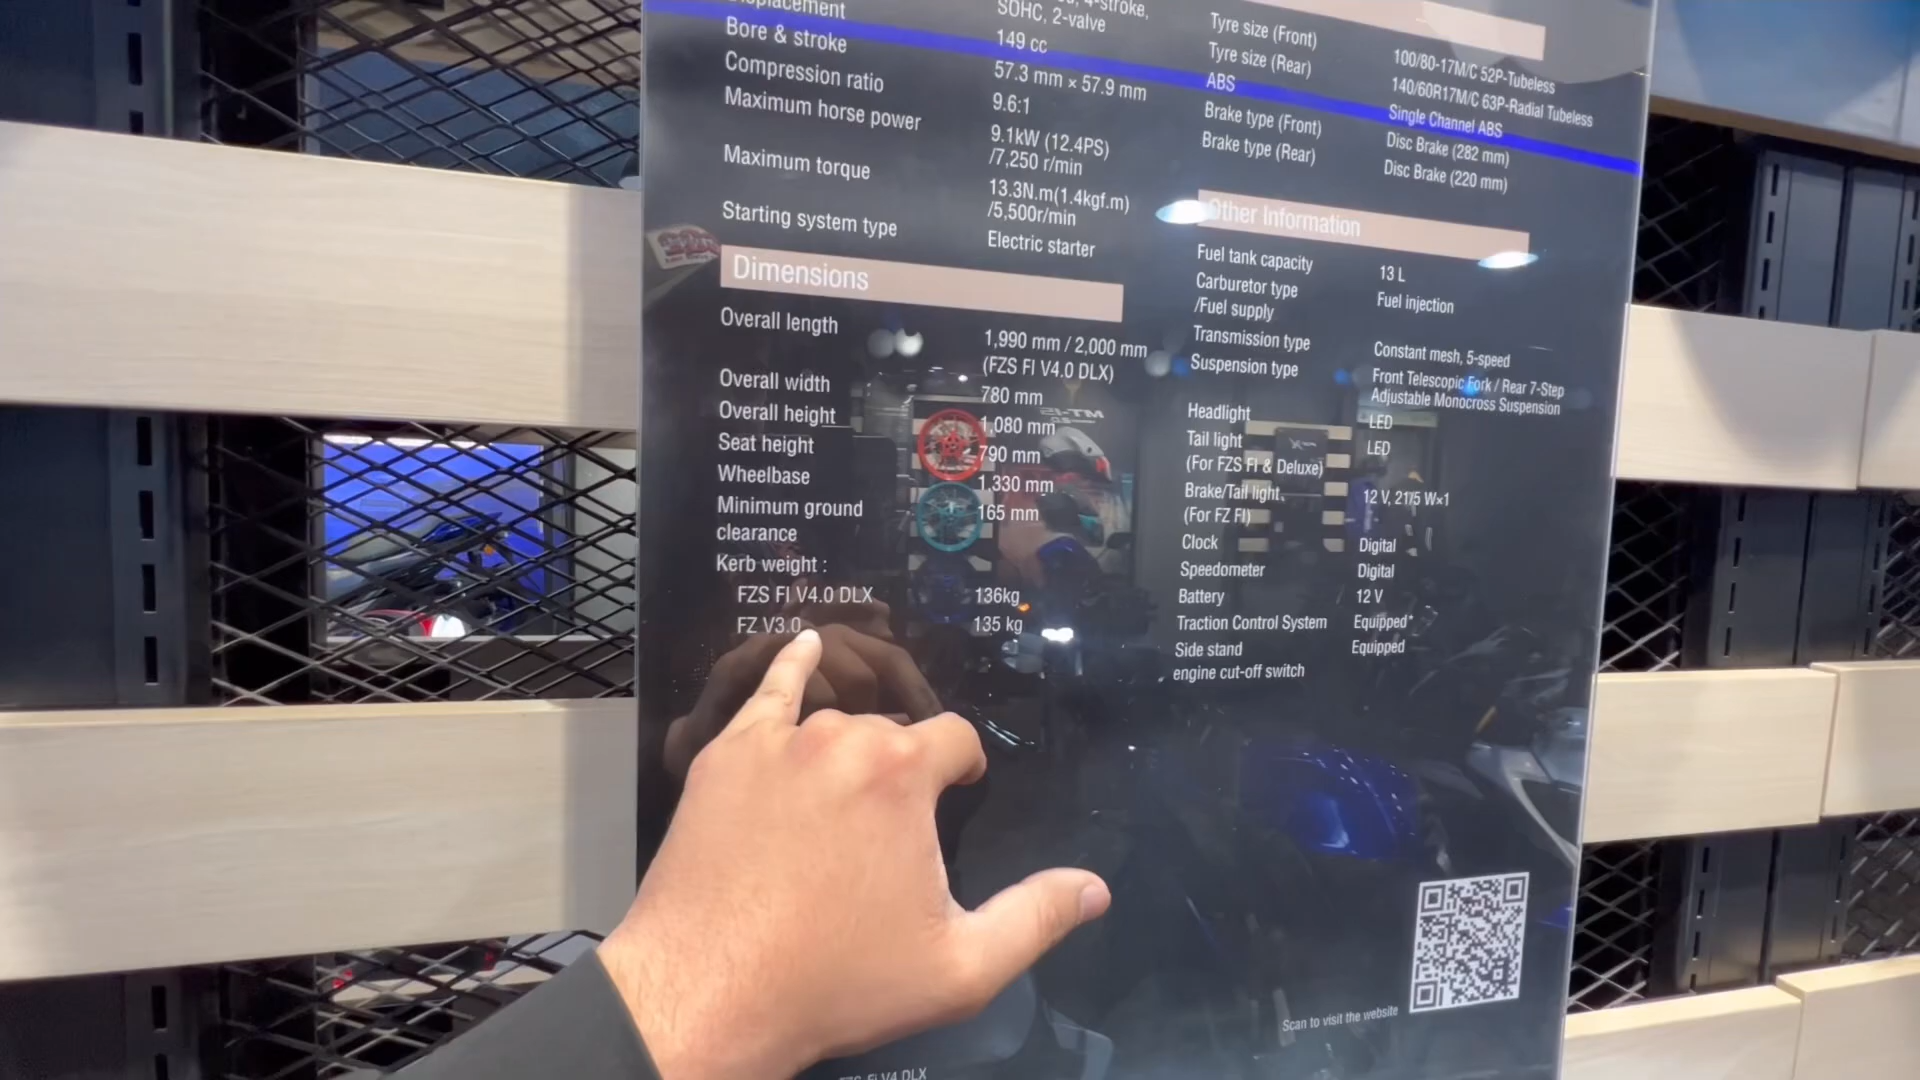 Displacement
SOHC, 2-valve
Bore & stroke
149 cc
Compression ratio
57.3 mm × 57.9 mm
Maximum horse power
9.6:1
9.1kW (12.4PS)
/7,250 r/min
Maximum torque
13.3N.m(1.4kgf.m)
/5,500r/min
Starting system type
Electric starter
Dimensions
Overall length
1,990 mm / 2,000 mm
(FZS FI V4.0 DLX)
Overall width
780 mm
Overall height
1,080 mm
Seat height
790 mm
Wheelbase
1,330 mm
Minimum ground
165 mm
clearance
Kerb weight :
FZS FI V4.0 DLX 136kg
FZ V3.0 135 kg
Tyre size (Front)
100/80-17M/C 52P-Tubeless
Tyre size (Rear)
140/60R17M/C 63P-Radial Tubeless
ABS
Single Channel ABS
Brake type (Front)
Disc Brake (282 mm)
Brake type (Rear)
Disc Brake (220 mm)
Other Information
Fuel tank capacity
13 L
Carburetor type
Fuel injection
/Fuel supply
Transmission type
Constant mesh, 5-speed
Suspension type
Front Telescopic Fork / Rear 7-Step
Adjustable Monocross Suspension
Headlight
LED
Tail light
LED
(For FZS FI & Deluxe)
Brake/Tail light
12 V, 21/5 W×1
(For FZ FI)
Clock Digital
Speedometer Digital
Battery 12 V
Traction Control System Equipped*
Side stand Equipped
engine cut-off switch
Scan to visit the website
FZS-FI V4 DLX